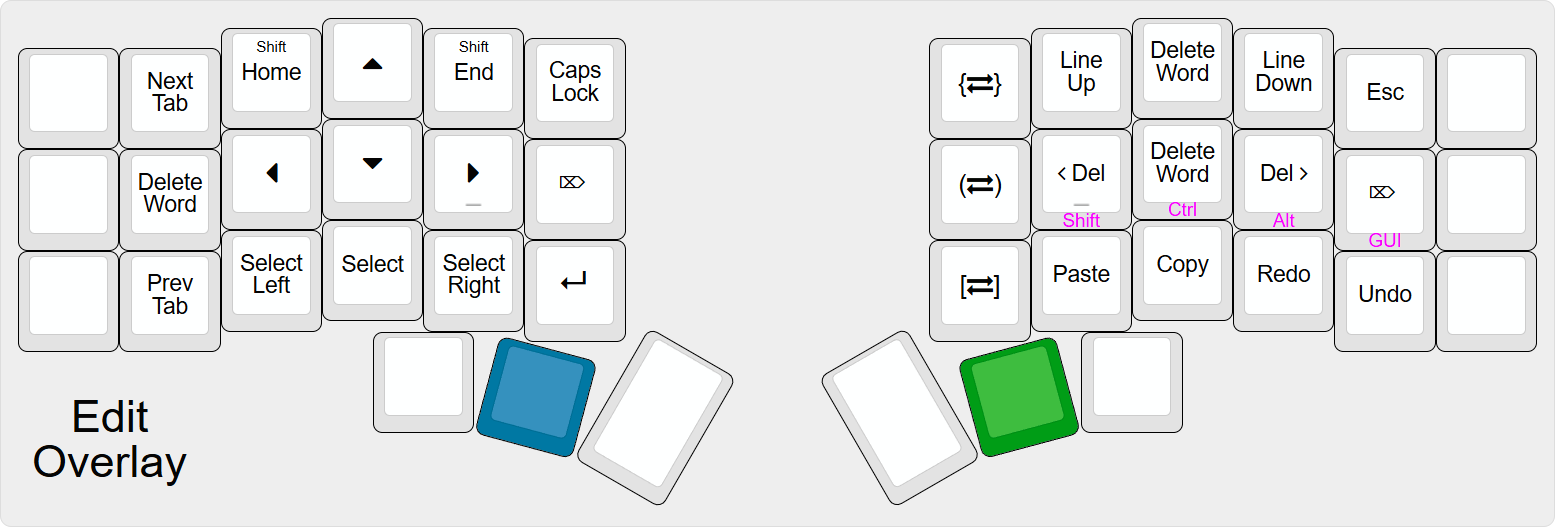 Shift
Home
▲
Shift
End
Next
Tab
Caps
Lock
◀
▼
▶
Delete
Word
⌦
Select
Left
Select
Select
Right
Prev
Tab
↵
Edit
Overlay
{⇄}
Line
Up
Delete
Word
Line
Down
Esc
(⇄)
< Del
Shift
Delete
Word
Ctrl
Del >
Alt
⌦
GUI
[⇄]
Paste
Copy
Redo
Undo